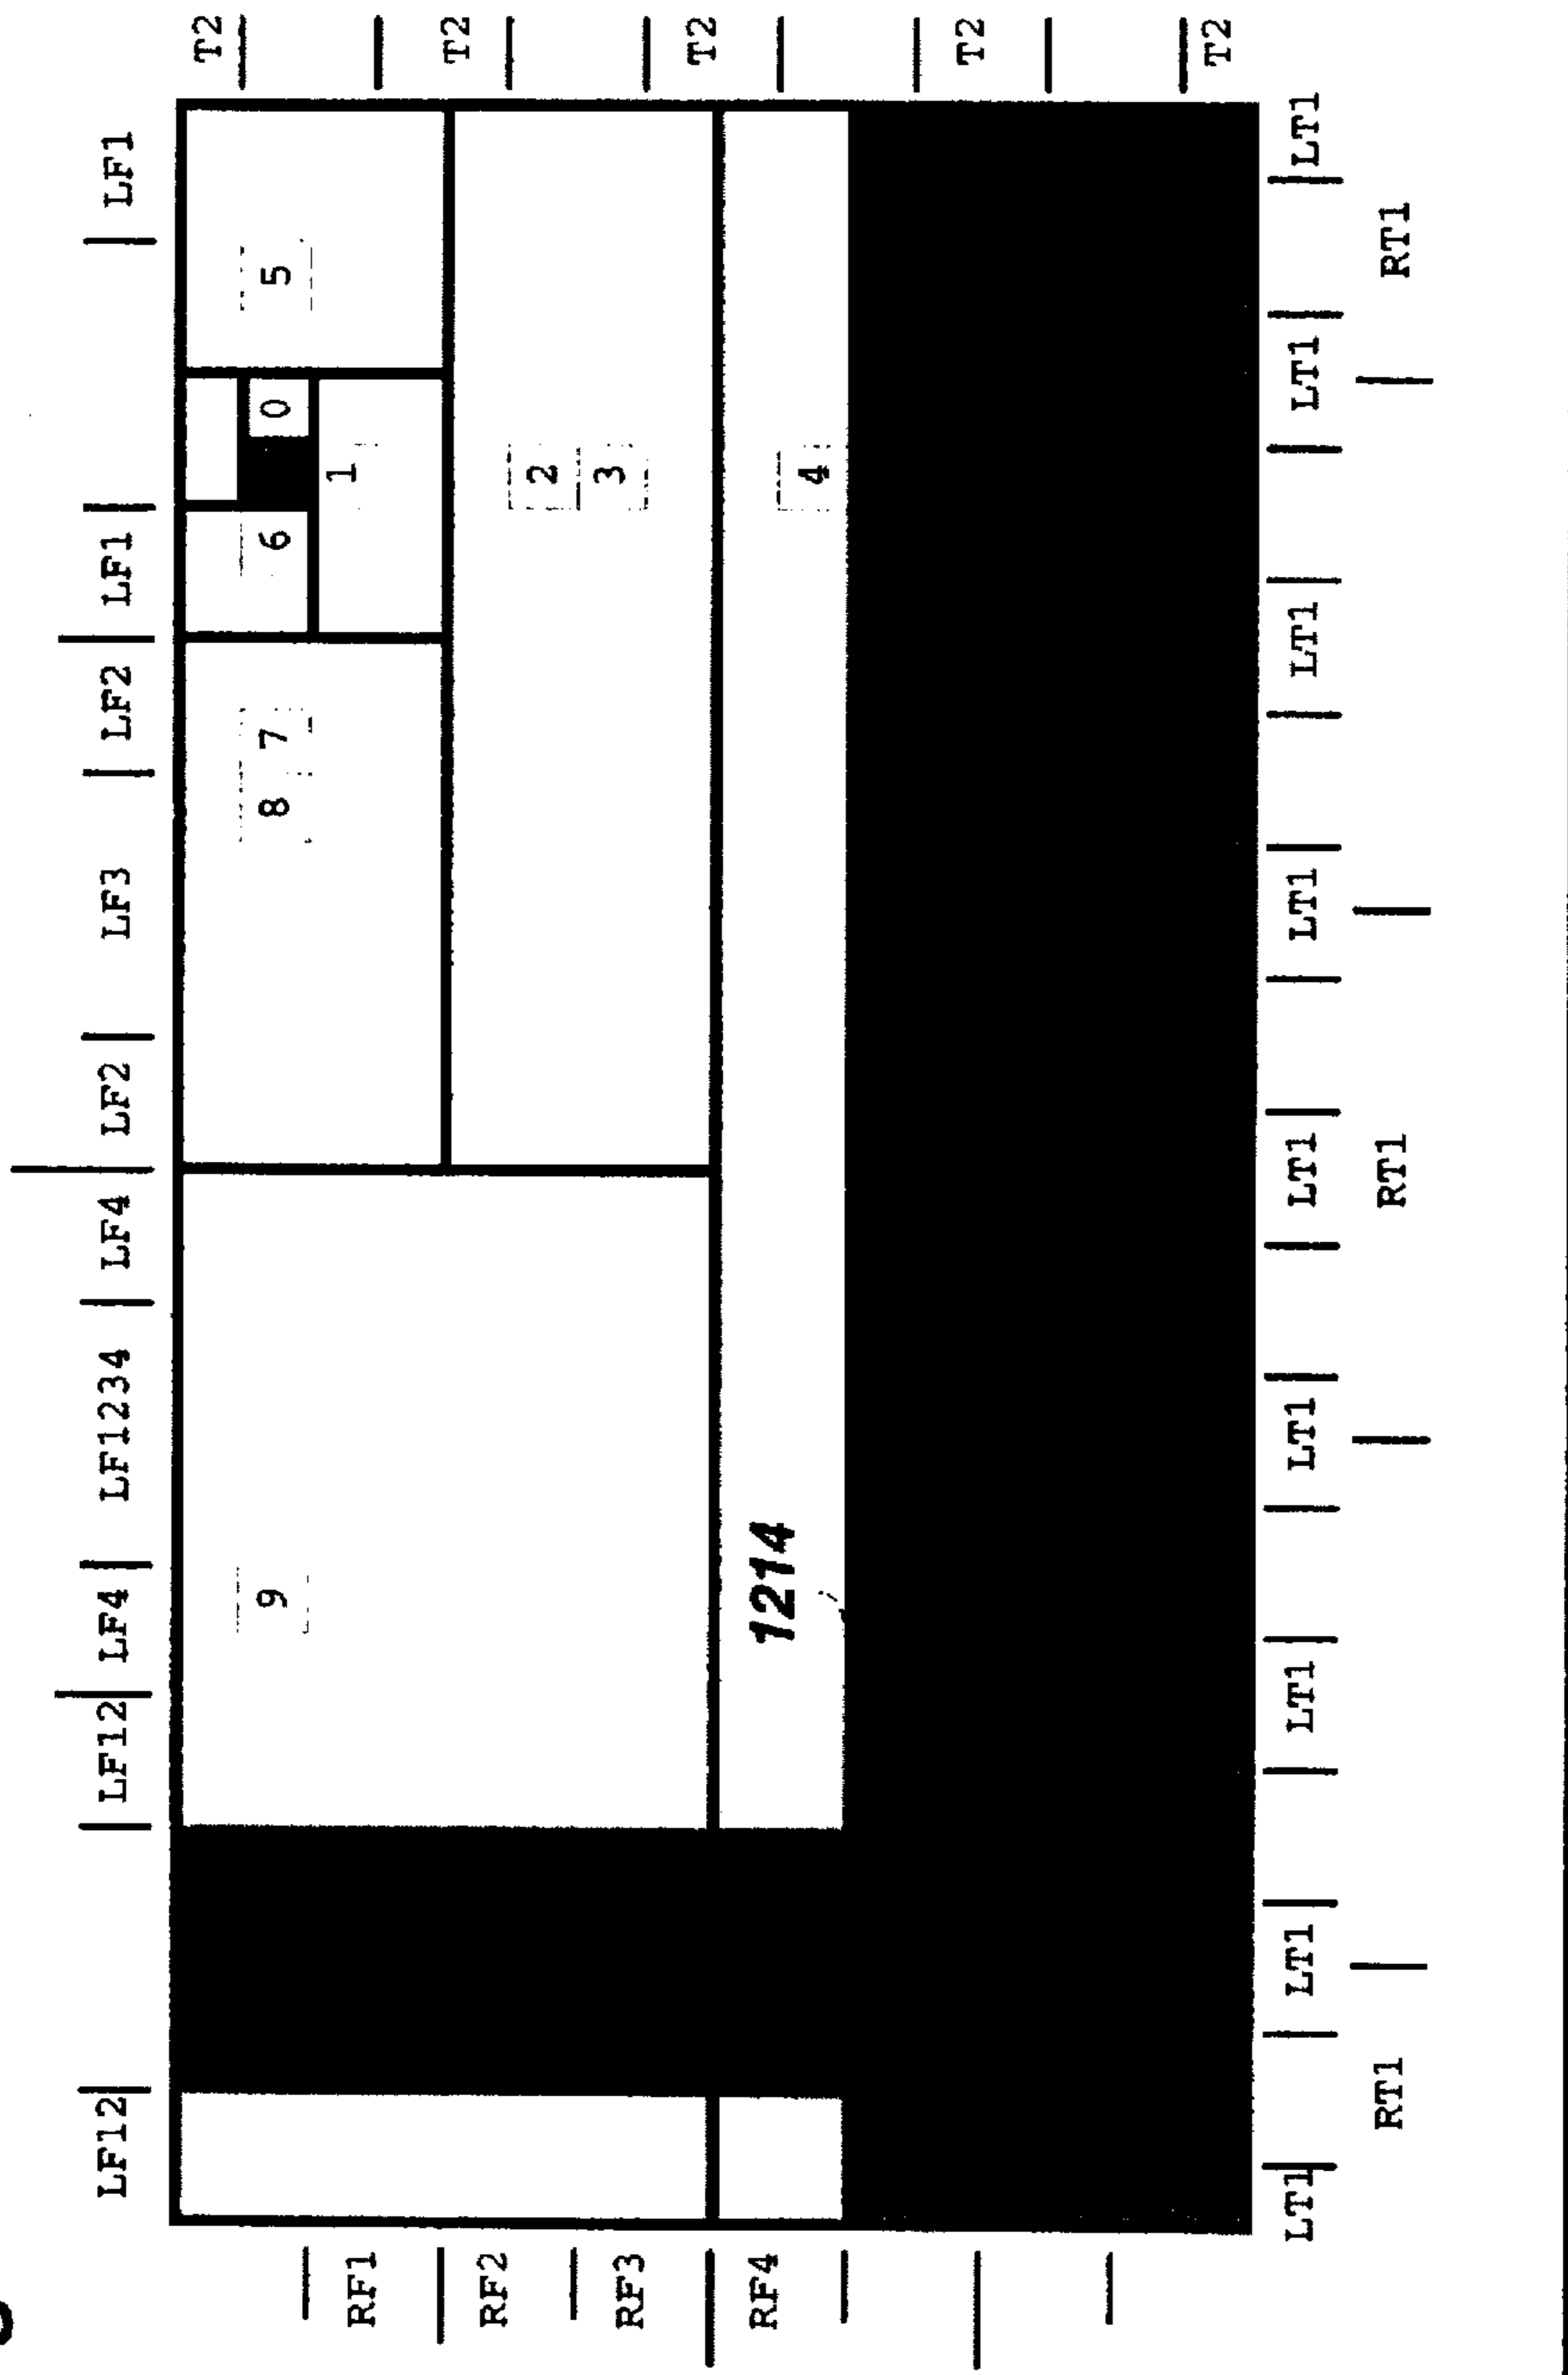 LF12 LF12 LF4 LF1234 LF4 LF2 LF3 LF2 LF1 LF1
T2
9 8 7 6 0 5
RF1 1
T2
RF2
2
RF3 3
T2
RF4 1214 4
T2
T2
LT1 LT1 LT1 LT1 LT1 LT1 LT1 LT1 LT1
RT1 RT1 RT1